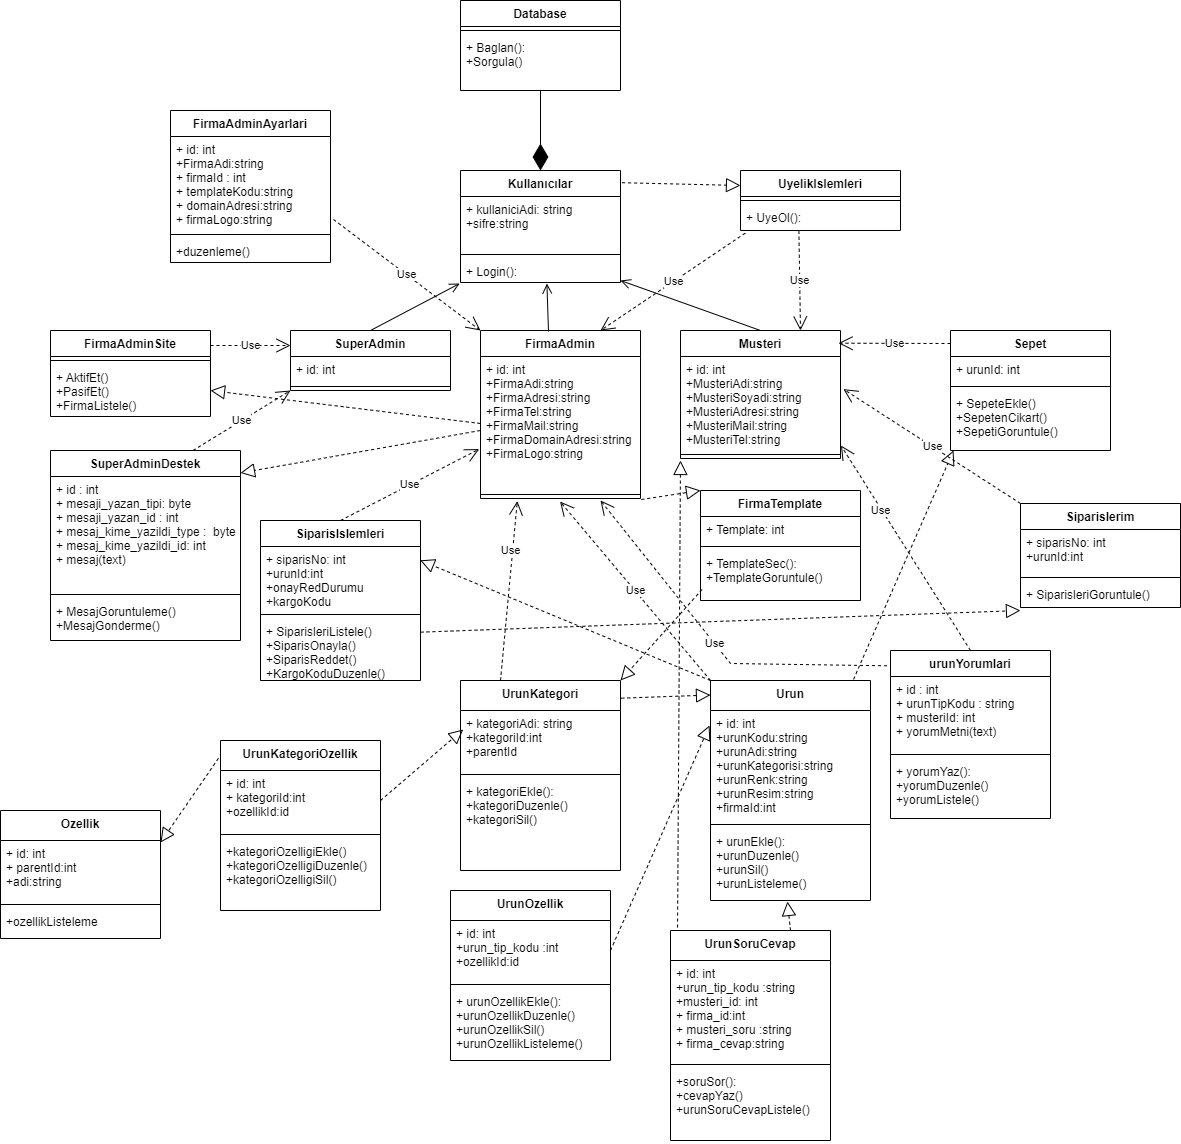 Database
+ Baglan():
+Sorgula()
FirmaAdminAyarlari
+ id: int
+FirmaAdi:string
+ firmaId : int
+ templateKodu:string
+ domainAdresi:string
+ firmaLogo:string
+duzenleme()
Kullanıcılar
+ kullaniciAdi: string
+sifre:string
+ Login():
UyelikIslemleri
+ UyeOl():
Use
Use
Use
FirmaAdminSite
+ AktifEt()
+PasifEt()
+FirmaListele()
Use
SuperAdmin
+ id: int
FirmaAdmin
+ id: int
+FirmaAdi:string
+FirmaAdresi:string
+FirmaTel:string
+FirmaMail:string
+FirmaDomainAdresi:string
+FirmaLogo:string
Musteri
+ id: int
+MusteriAdi:string
+MusteriSoyadi:string
+MusteriAdresi:string
+MusteriMail:string
+MusteriTel:string
Use
Sepet
+ urunId: int
+ SepeteEkle()
+SepetenCikart()
+SepetiGoruntule()
Use
Use
SuperAdminDestek
+ id : int
+ mesaji_yazan_tipi: byte
+ mesaji_yazan_id : int
+ mesaj_kime_yazildi_type :  byte
+ mesaj_kime_yazildi_id: int
+ mesaj(text)
+ MesajGoruntuleme()
+MesajGonderme()
Use
SiparisIslemleri
+ siparisNo: int
+urunId:int
+onayRedDurumu
+kargoKodu
+ SiparisleriListele()
+SiparisOnayla()
+SiparisReddet()
+KargoKoduDuzenle()
Use
Use
FirmaTemplate
+ Template: int
+ TemplateSec():
+TemplateGoruntule()
Use
Use
Siparislerim
+ siparisNo: int
+urunId:int
+ SiparisleriGoruntule()
urunYorumlari
+ id : int
+ urunTipKodu : string
+ musteriId: int
+ yorumMetni(text)
+ yorumYaz():
+yorumDuzenle()
+yorumListele()
UrunKategori
+ kategoriAdi: string
+kategoriId:int
+parentId
+ kategoriEkle():
+kategoriDuzenle()
+kategoriSil()
Urun
+ id: int
+urunKodu:string
+urunAdi:string
+urunKategorisi:string
+urunRenk:string
+urunResim:string
+firmaId:int
+ urunEkle():
+urunDuzenle()
+urunSil()
+urunListeleme()
UrunKategoriOzellik
+ id: int
+ kategoriId:int
+ozellikId:id
+kategoriOzelligiEkle()
+kategoriOzelligiDuzenle()
+kategoriOzelligiSil()
Ozellik
+ id: int
+ parentId:int
+adi:string
+ozellikListeleme
UrunOzellik
+ id: int
+urun_tip_kodu :int
+ozellikId:id
+ urunOzellikEkle():
+urunOzellikDuzenle()
+urunOzellikSil()
+urunOzellikListeleme()
UrunSoruCevap
+ id: int
+urun_tip_kodu :string
+musteri_id: int
+ firma_id:int
+ musteri_soru :string
+ firma_cevap:string
+soruSor():
+cevapYaz()
+urunSoruCevapListele()